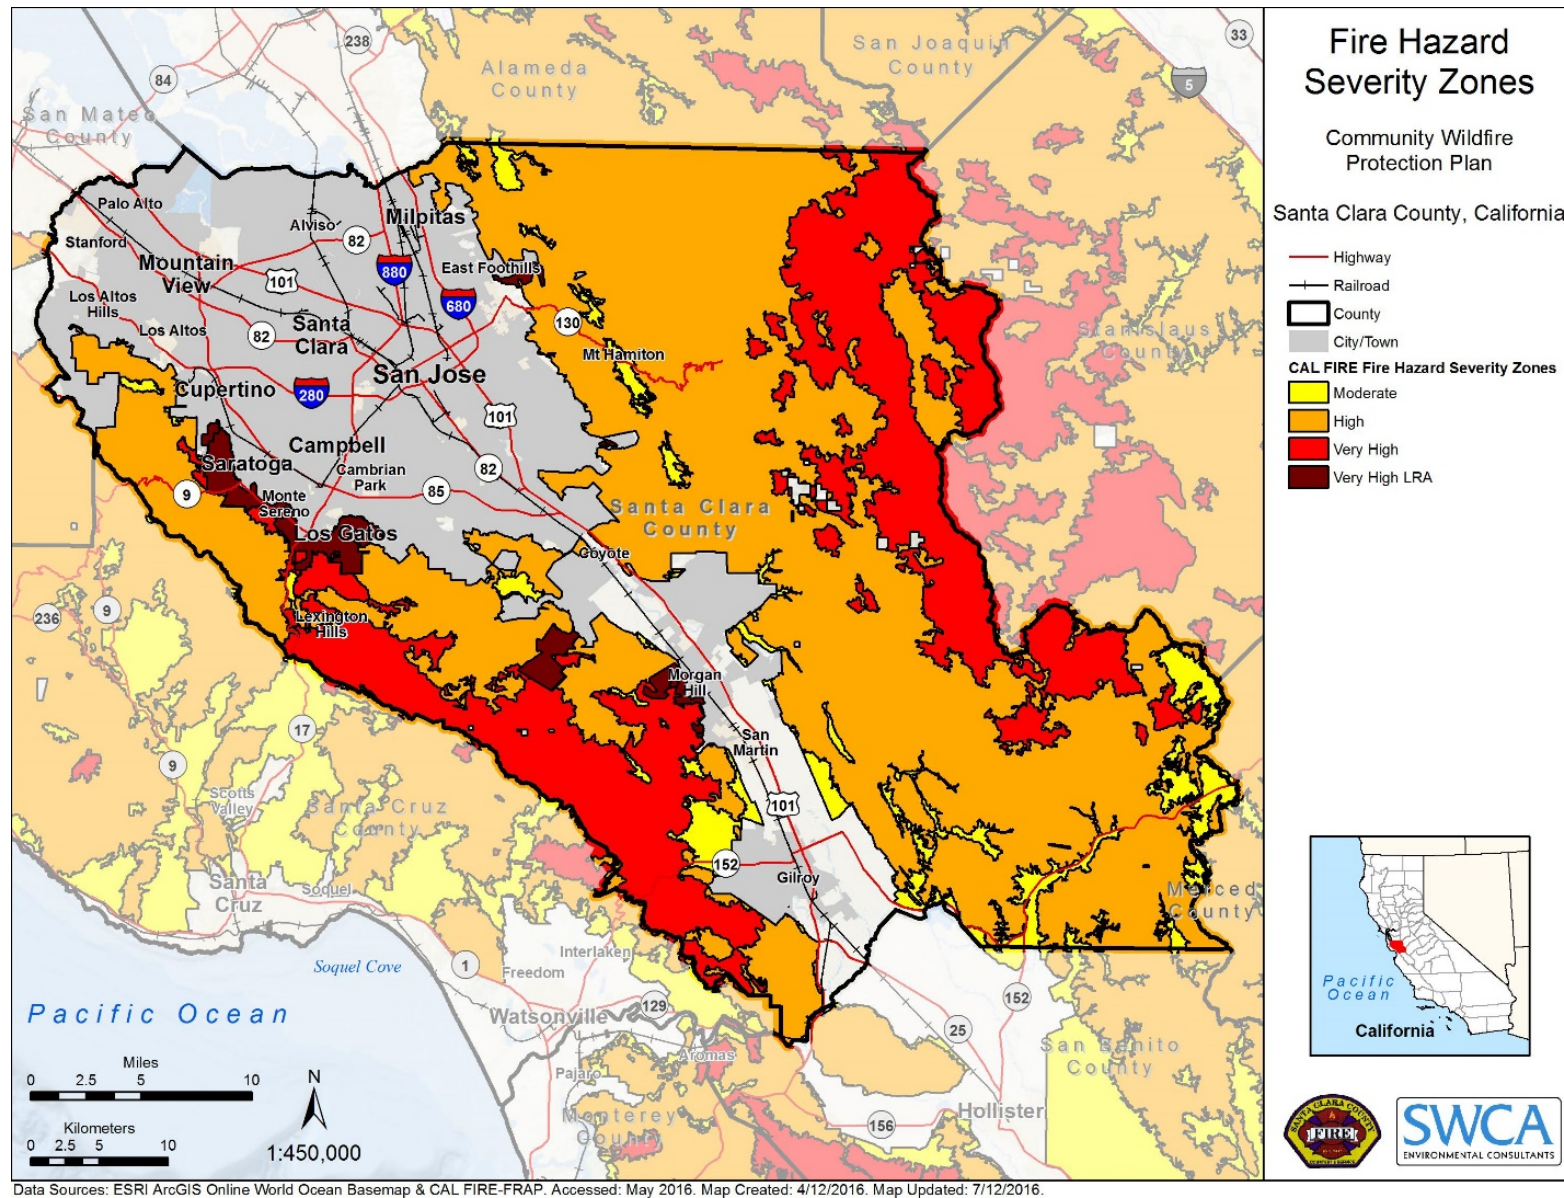 Fire Hazard
Severity Zones
Community Wildfire
Protection Plan
Santa Clara County, California
Highway
Railroad
County
City/Town
CAL FIRE Fire Hazard Severity Zones
Moderate
High
Very High
Very High LRA
238
33
84
5
San Mateo
County
Alameda
County
San Joaquin
County
Palo Alto
Stanford
Alviso
Milpitas
82
Mountain
View
101
880
East Foothills
680
Los Altos
Hills
Los Altos
82
Santa
Clara
130
Mt Hamiton
Stanislaus
County
San Jose
Cupertino
280
101
Campbell
Saratoga
Cambrian
Park
82
85
9
Monte
Sereno
Los Gatos
Santa Clara
County
Coyote
236
9
Lexington
Hills
Morgan
Hill
17
9
San
Martin
Scotts
Valley
Santa Cruz
County
101
152
Gilroy
Santa
Cruz
Soquel
Merced
County
Soquel Cove
1
Interlaken
Freedom
Watsonville
129
152
25
Pacific Ocean
Aromas
Pajaro
San Benito
County
Monterey
County
156
Hollister
Miles
0 2.5 5 10
Kilometers
0 2.5 5 10
N
1:450,000
Pacific
Ocean
California
SANTA CLARA COUNTY
FIRE
SWCA
ENVIRONMENTAL CONSULTANTS
Data Sources: ESRI ArcGIS Online World Ocean Basemap & CAL FIRE-FRAP. Accessed: May 2016. Map Created: 4/12/2016. Map Updated: 7/12/2016.